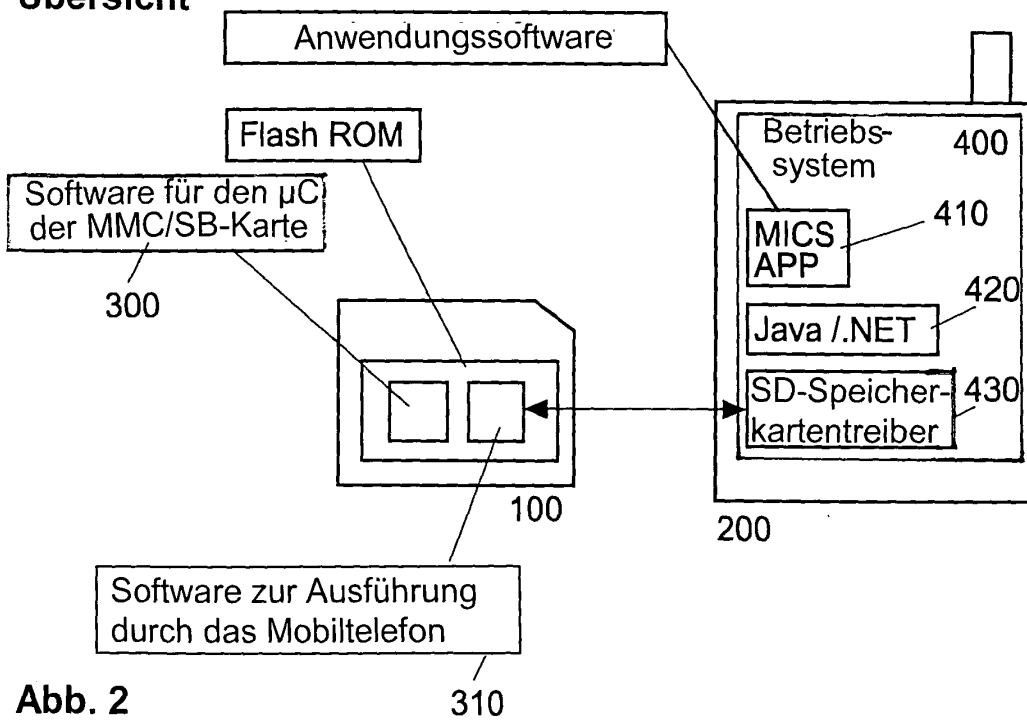 Übersicht
Anwendungssoftware
Flash ROM
Software für den µC
der MMC/SB-Karte
300
Betriebs-
system
400
MICS
APP
410
420
Java /.NET
SD-Speicher-
kartentreiber
430
100
200
Software zur Ausführung
durch das Mobiltelefon
310
Abb. 2